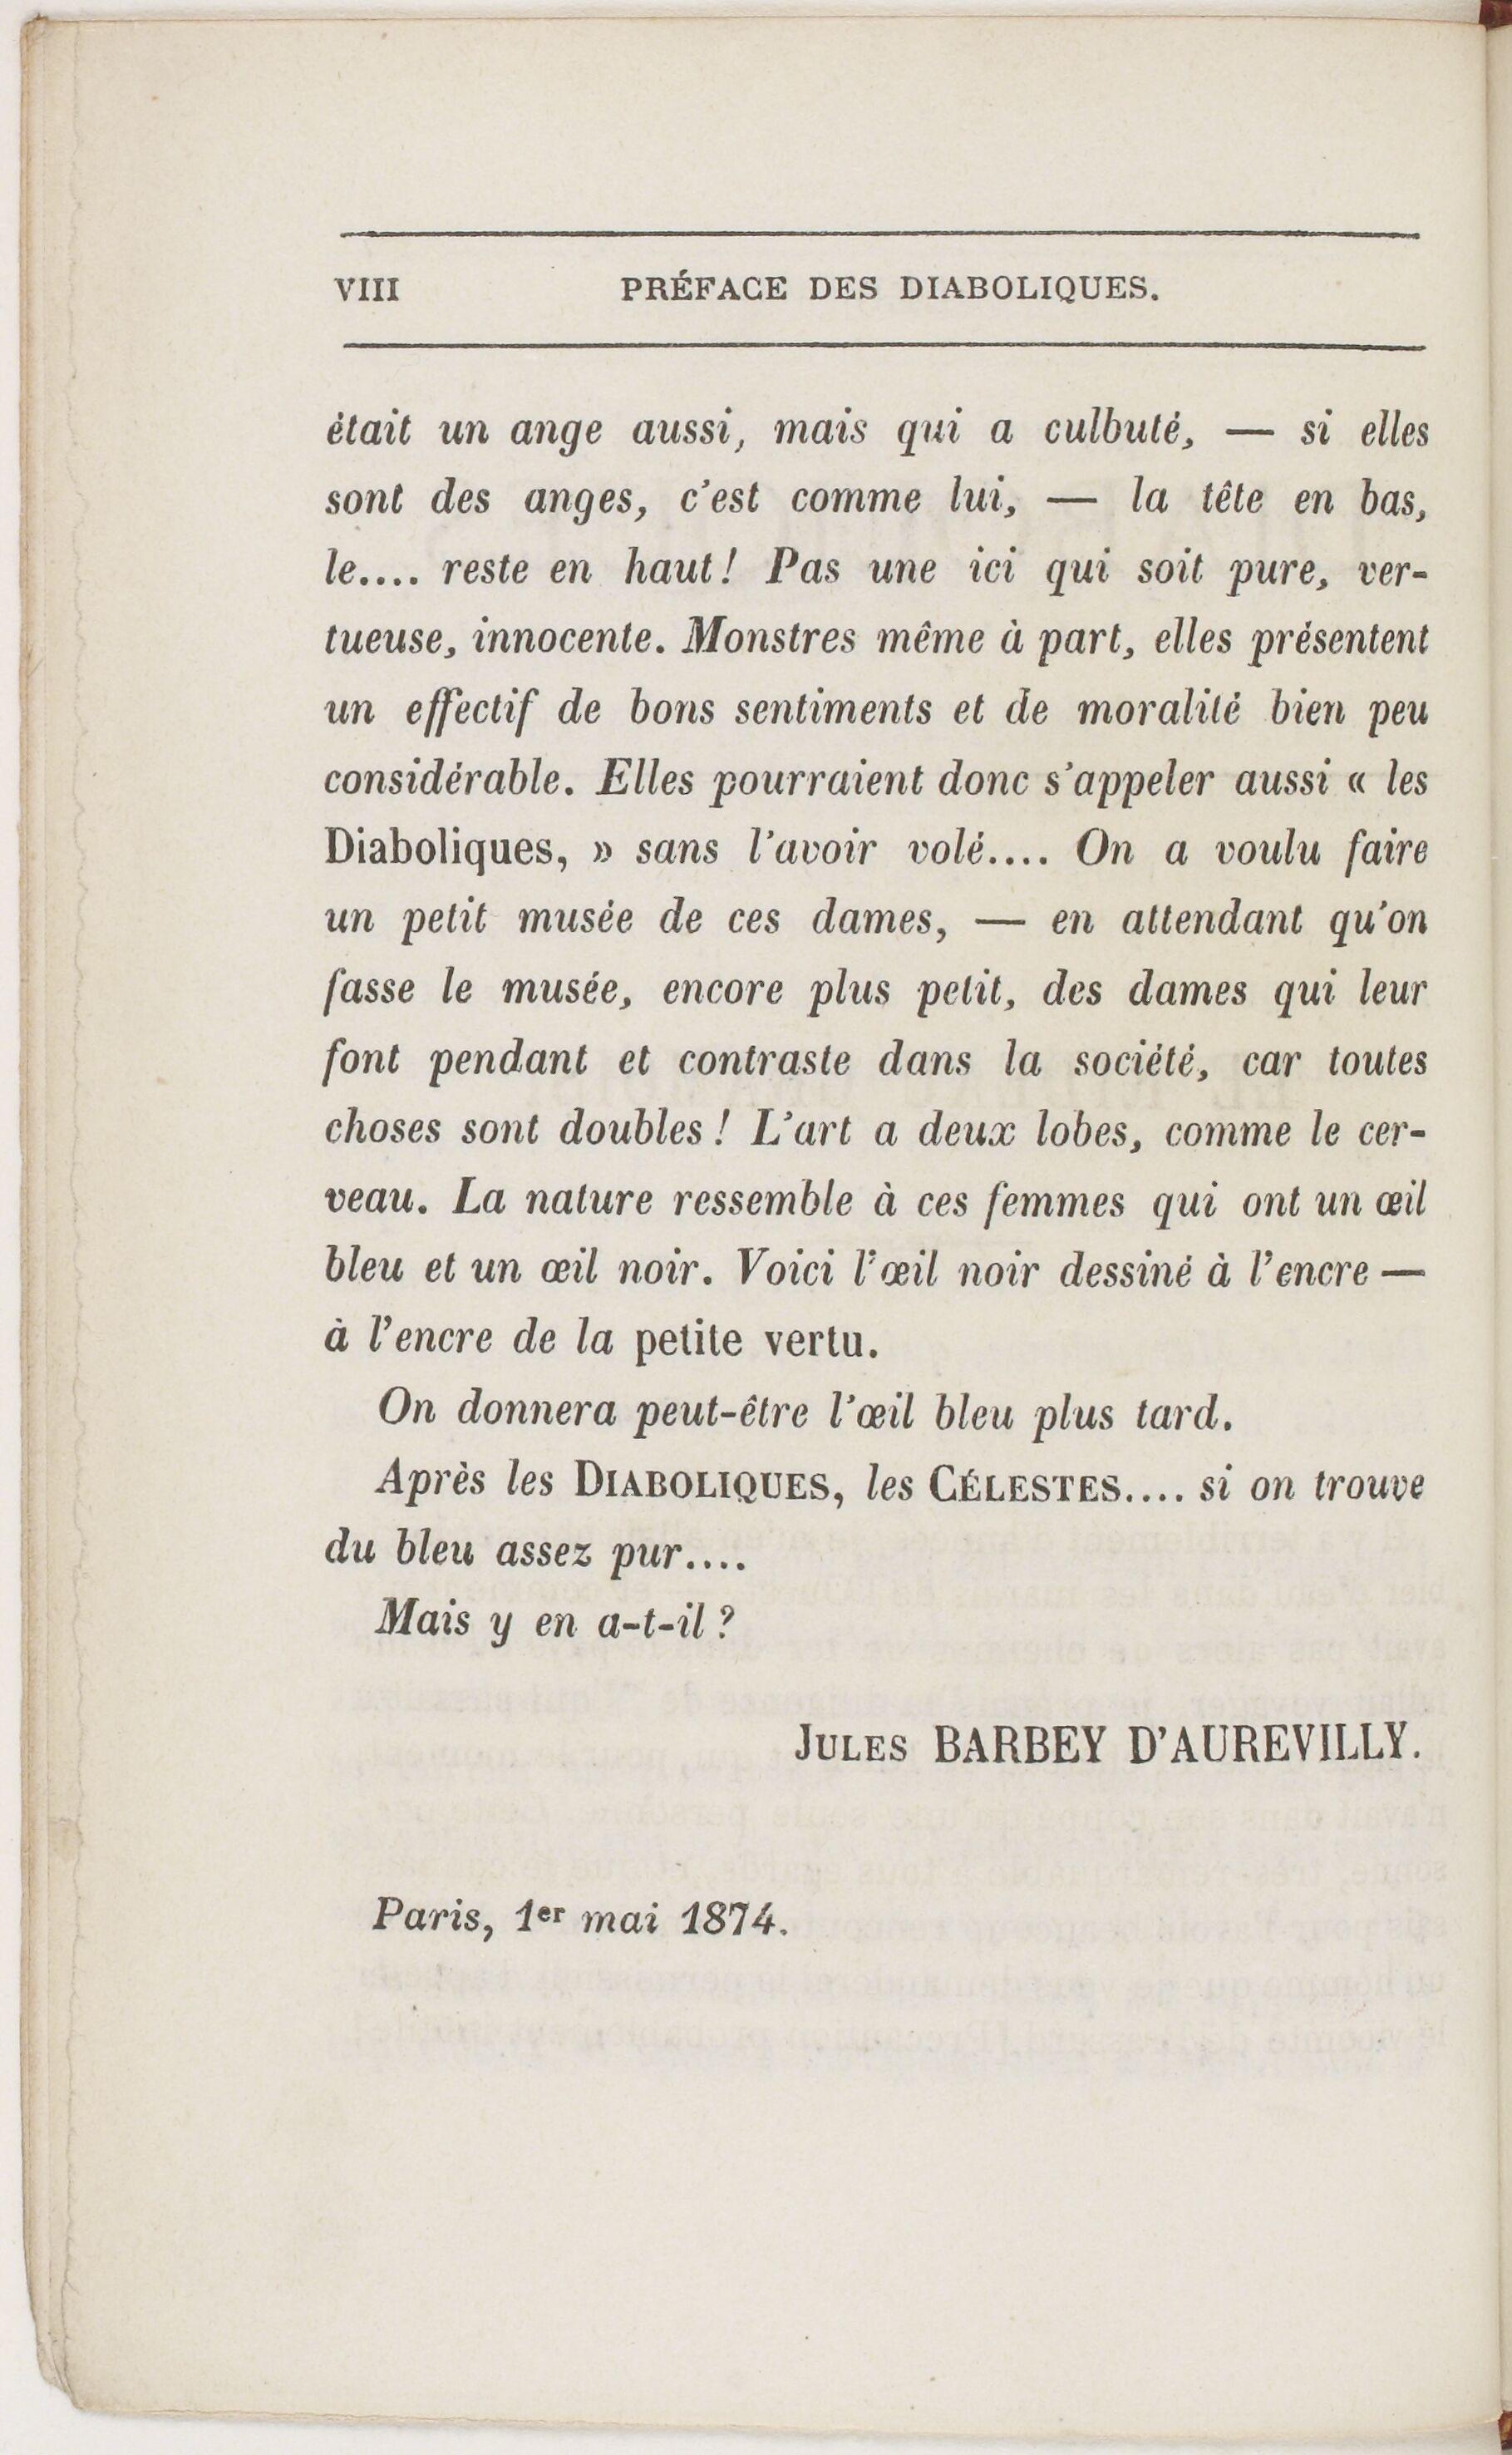 VIII PRÉFACE DES DIABOLIQUES.
était un ange aussi, mais qui a culbuté, — si elles
sont des anges, c'est comme lui, — la tête en bas,
le.... reste en haut! Pas une ici qui soit pure, ver-
tueuse, innocente. Monstres même à part, elles présentent
un effectif de bons sentiments et de moralité bien peu
considérable. Elles pourraient donc s'appeler aussi « les
Diaboliques, » sans l'avoir volé.... On a voulu faire
un petit musée de ces dames, — en attendant qu'on
fasse le musée, encore plus petit, des dames qui leur
font pendant et contraste dans la société, car toutes
choses sont doubles! L'art a deux lobes, comme le cer-
veau. La nature ressemble à ces femmes qui ont un œil
bleu et un œil noir. Voici l'œil noir dessiné à l'encre —
à l'encre de la petite vertu.
On donnera peut-être l'œil bleu plus tard.
Après les DIABOLIQUES, les CÉLESTES.... si on trouve
du bleu assez pur....
Mais y en a-t-il?
JULES BARBEY D'AUREVILLY.
Paris, 1er mai 1874.